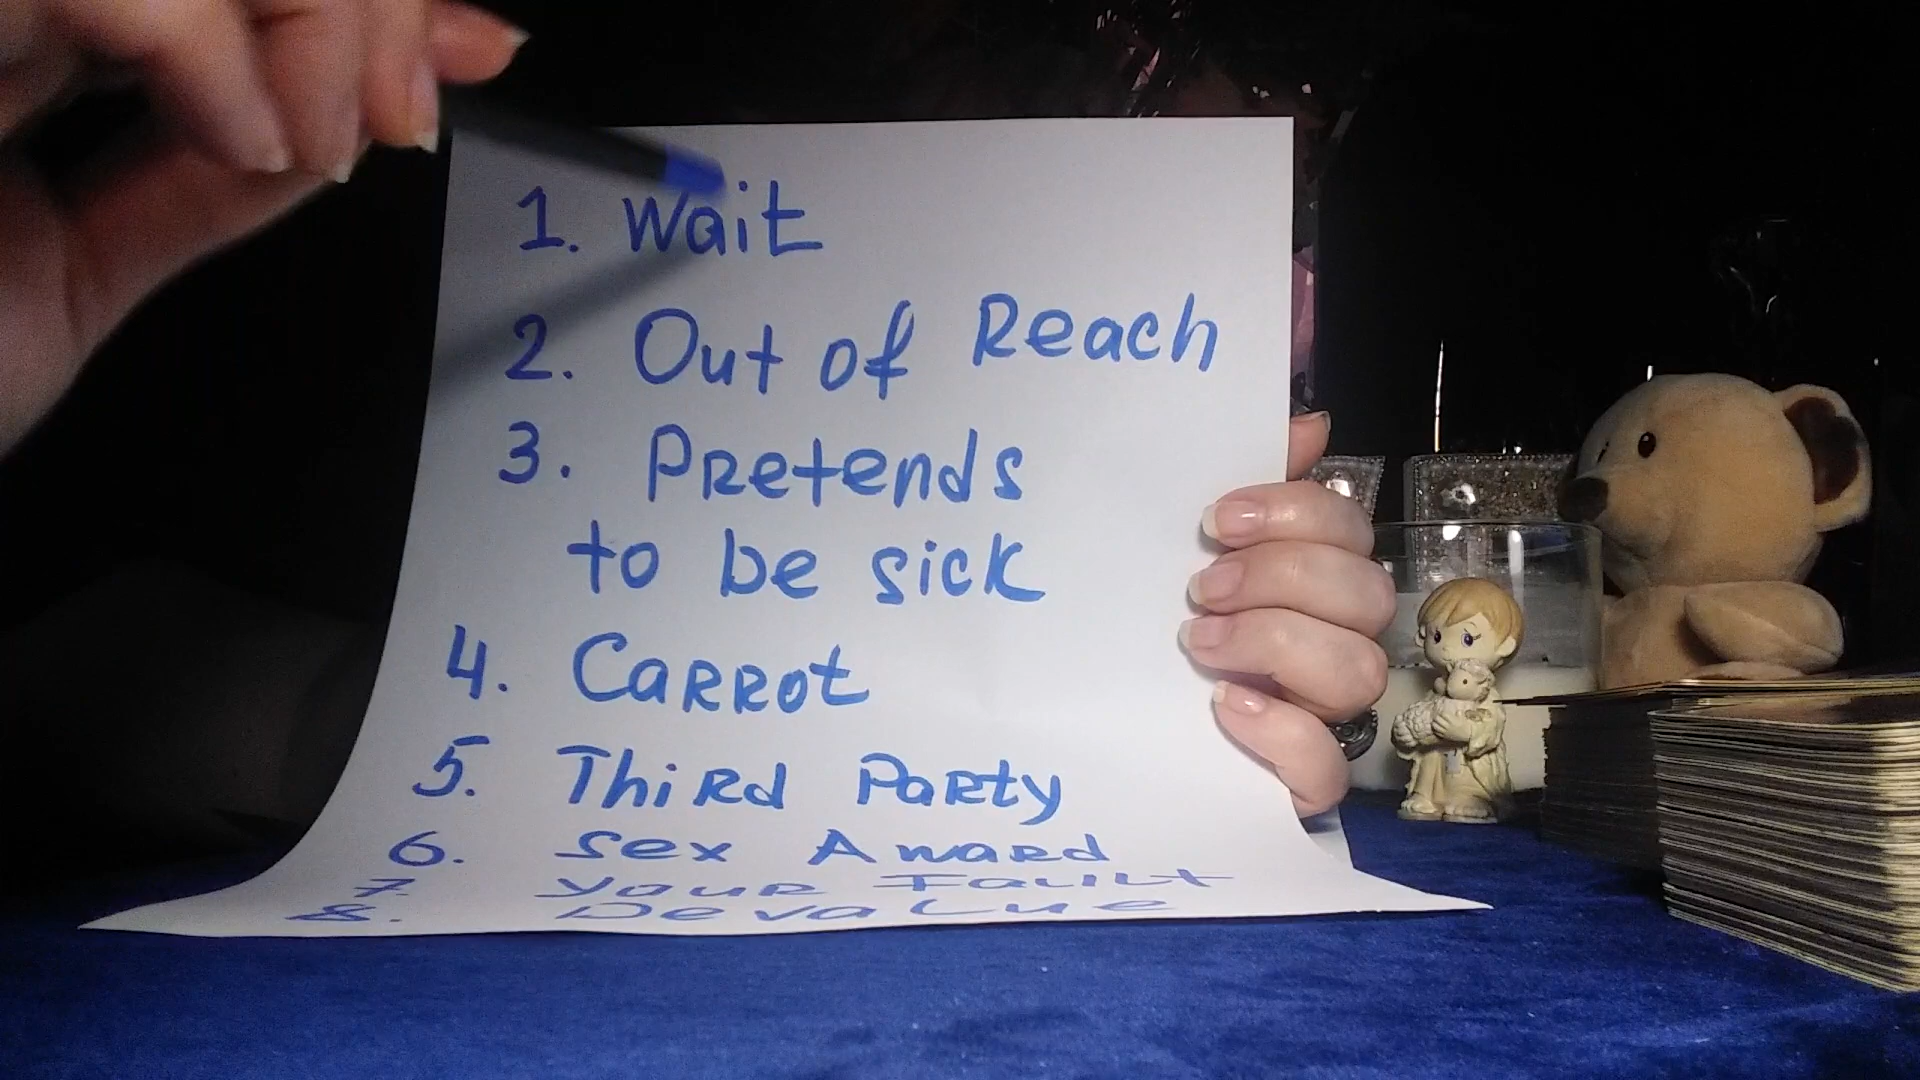 1. Wait
2. Out of Reach
3. Pretends
to be sick
4. Carrot
5. Third Party
6. Sex Award
7. Your Fault
8. Devalue